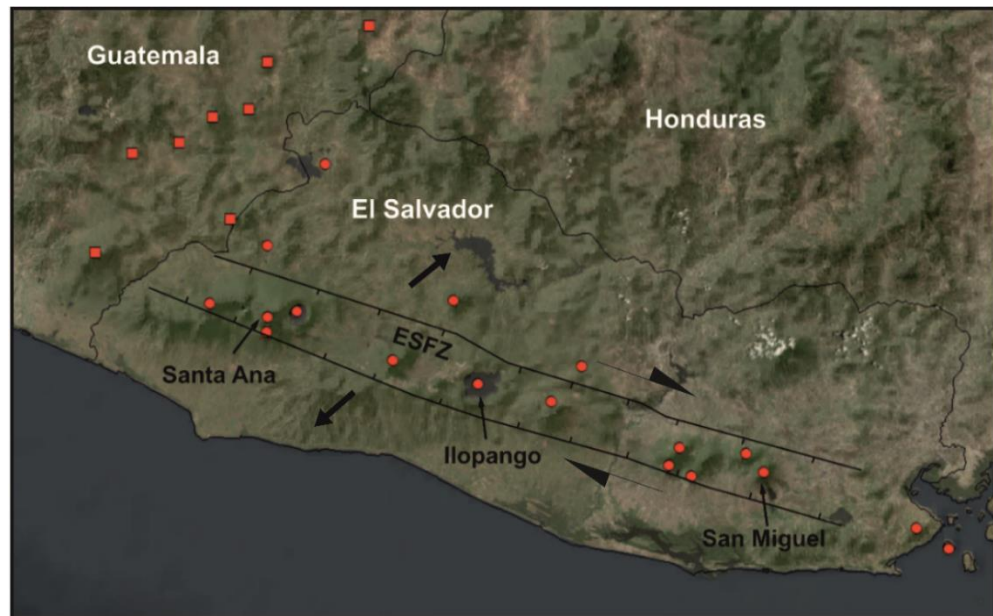 Guatemala
Honduras
El Salvador
ESFZ
Santa Ana
Ilopango
San Miguel